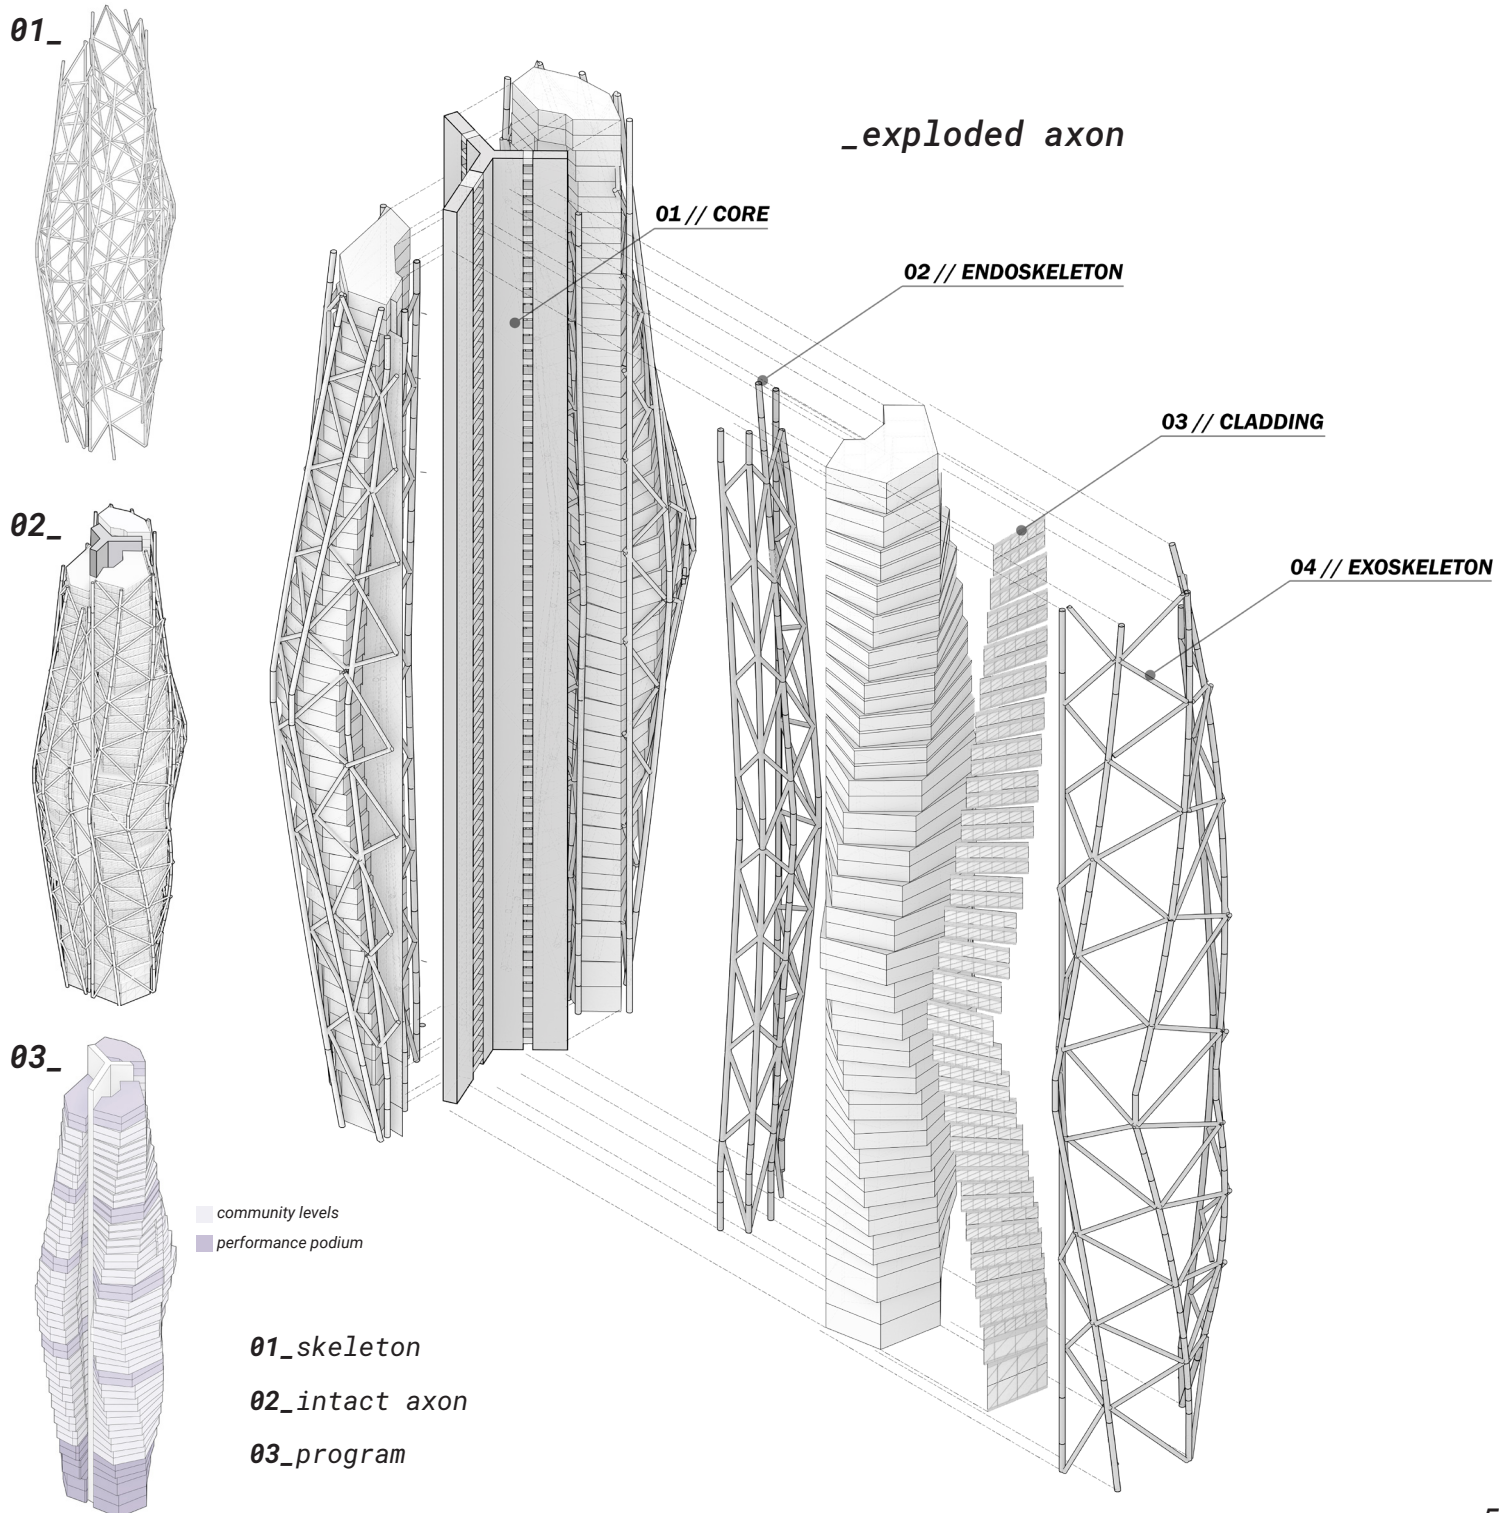 01_
_exploded axon
01 // CORE
02 // ENDOSKELETON
03 // CLADDING
02_
04 // EXOSKELETON
03_
community levels
performance podium
01_skeleton
02_intact axon
03_program